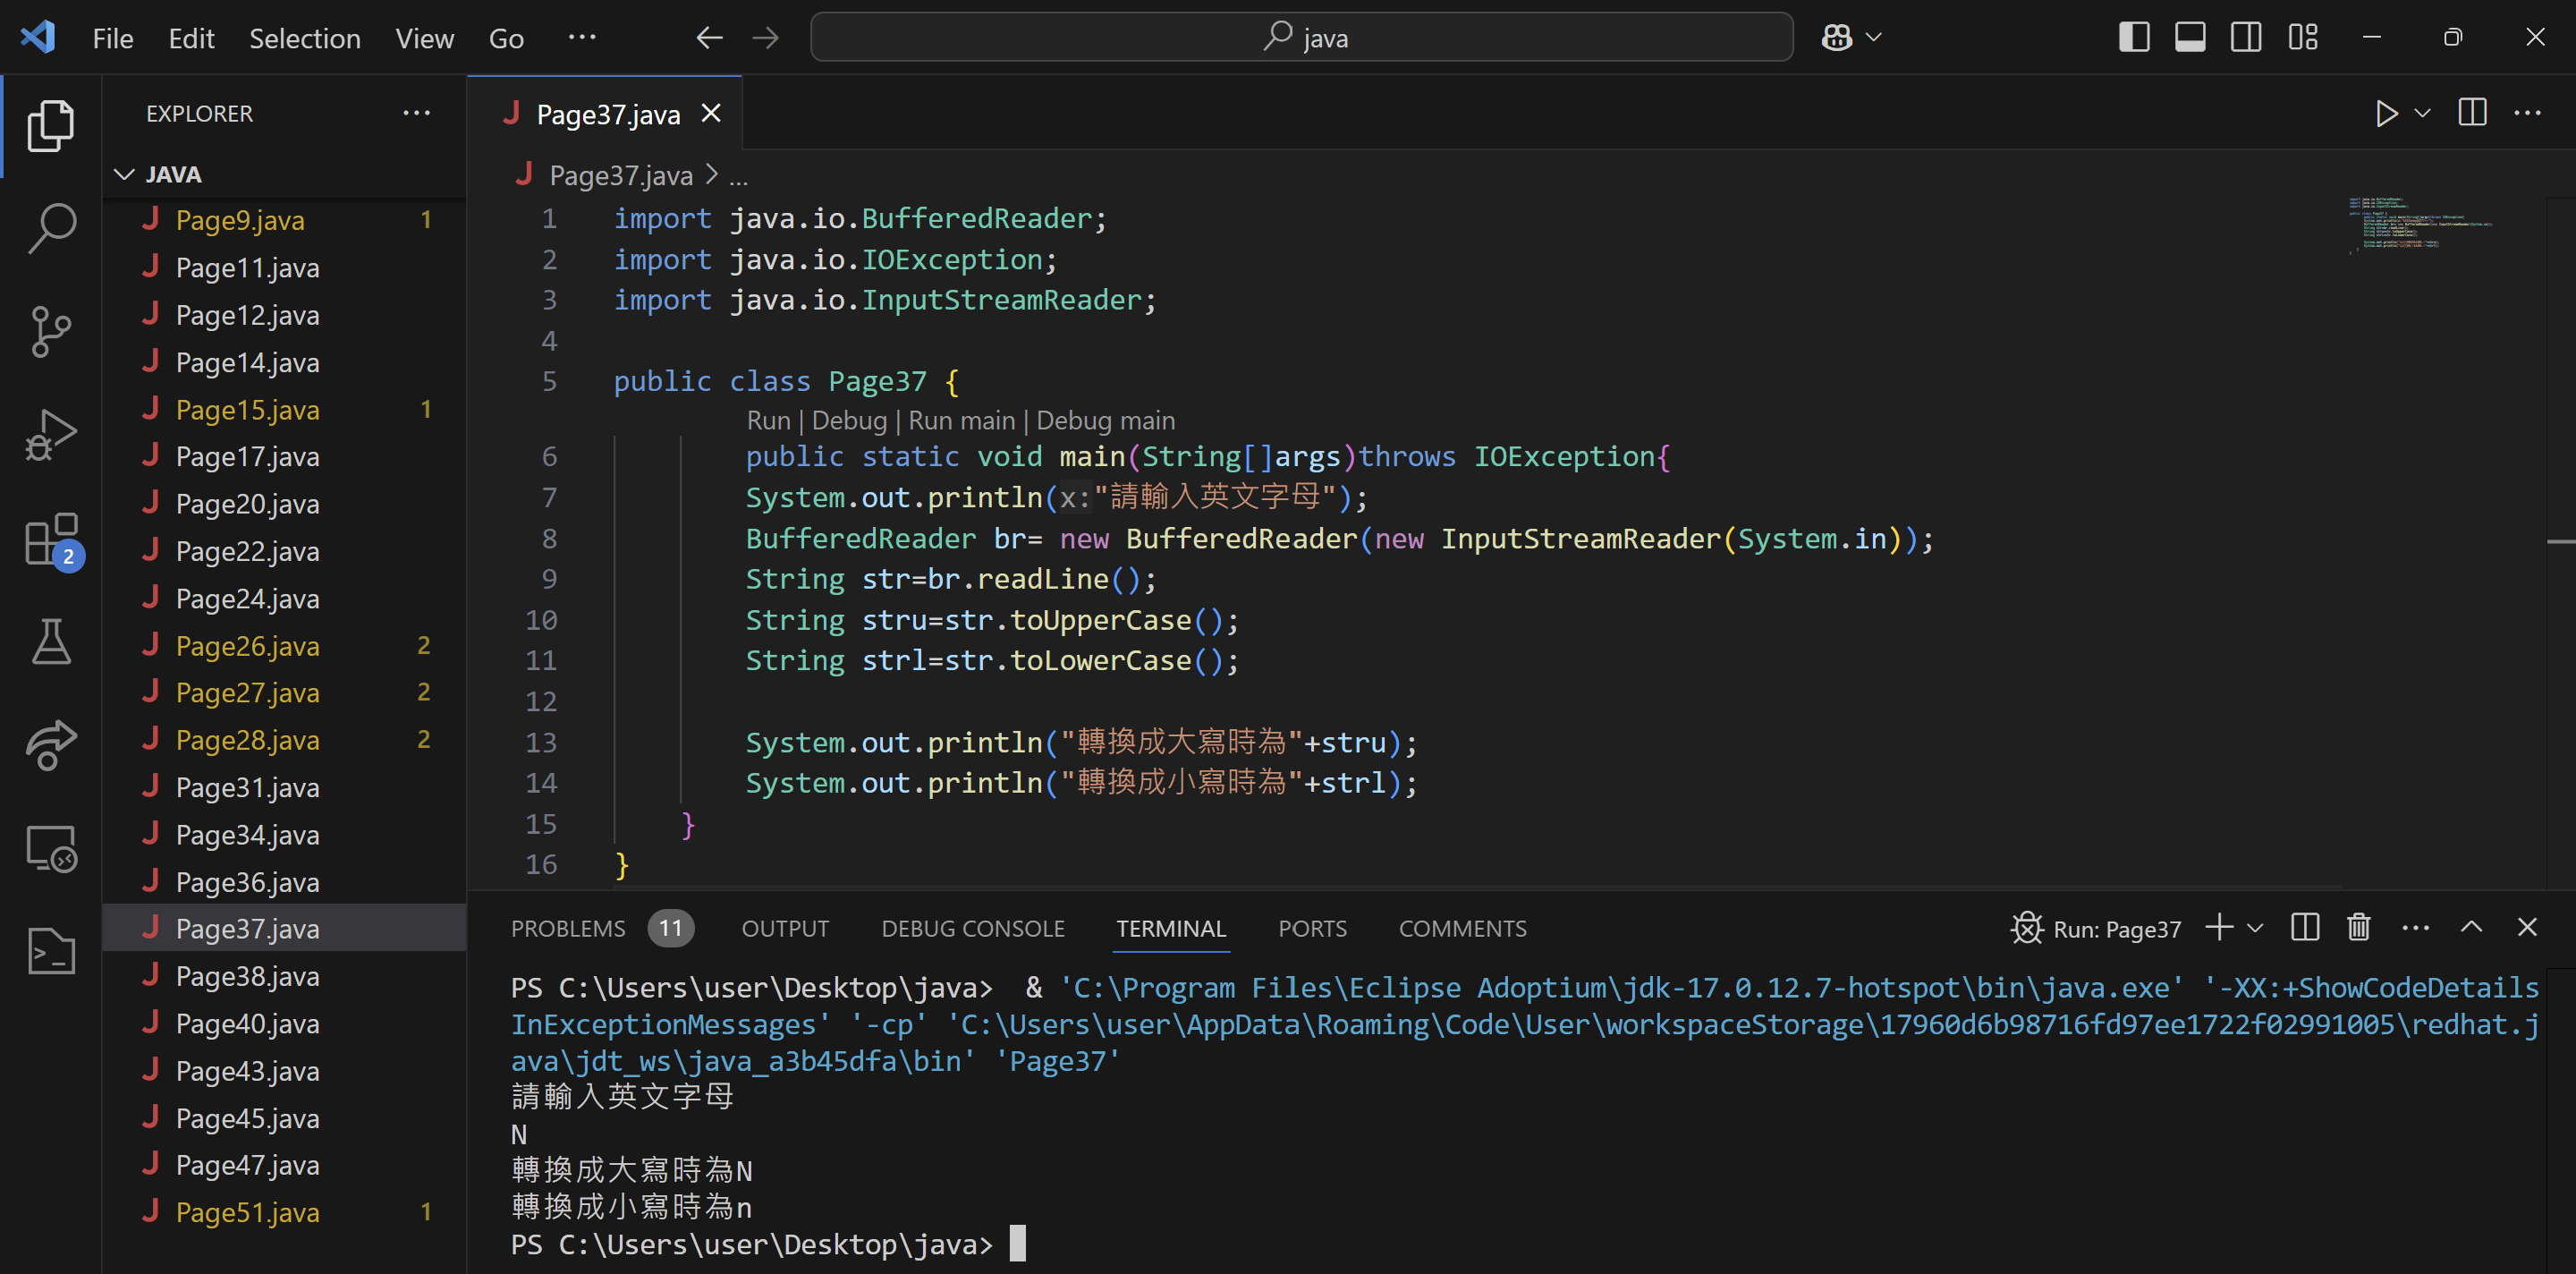 File Edit Selection View Go ··· java
EXPLORER ···
JAVA
Page9.java 1
Page11.java
Page12.java
Page14.java
Page15.java 1
Page17.java
Page20.java
Page22.java
Page24.java
Page26.java 2
Page27.java 2
Page28.java 2
Page31.java
Page34.java
Page36.java
Page37.java
Page38.java
Page40.java
Page43.java
Page45.java
Page47.java
Page51.java 1
2
J Page37.java
J Page37.java > ...
1 import java.io.BufferedReader;
2 import java.io.IOException;
3 import java.io.InputStreamReader;
4
5 public class Page37 {
Run | Debug | Run main | Debug main
6 public static void main(String[]args)throws IOException{
7 System.out.println(x:"請輸入英文字母");
8 BufferedReader br= new BufferedReader(new InputStreamReader(System.in));
9 String str=br.readLine();
10 String stru=str.toUpperCase();
11 String strl=str.toLowerCase();
12
13 System.out.println("轉換成大寫時為"+stru);
14 System.out.println("轉換成小寫時為"+strl);
15 }
16 }
PROBLEMS 11 OUTPUT DEBUG CONSOLE TERMINAL PORTS COMMENTS Run: Page37
PS C:\Users\user\Desktop\java>  & 'C:\Program Files\Eclipse Adoptium\jdk-17.0.12.7-hotspot\bin\java.exe' '-XX:+ShowCodeDetails
InExceptionMessages' '-cp' 'C:\Users\user\AppData\Roaming\Code\User\workspaceStorage\17960d6b98716fd97ee1722f02991005\redhat.j
ava\jdt_ws\java_a3b45dfa\bin' 'Page37'
請輸入英文字母
N
轉換成大寫時為N
轉換成小寫時為n
PS C:\Users\user\Desktop\java>